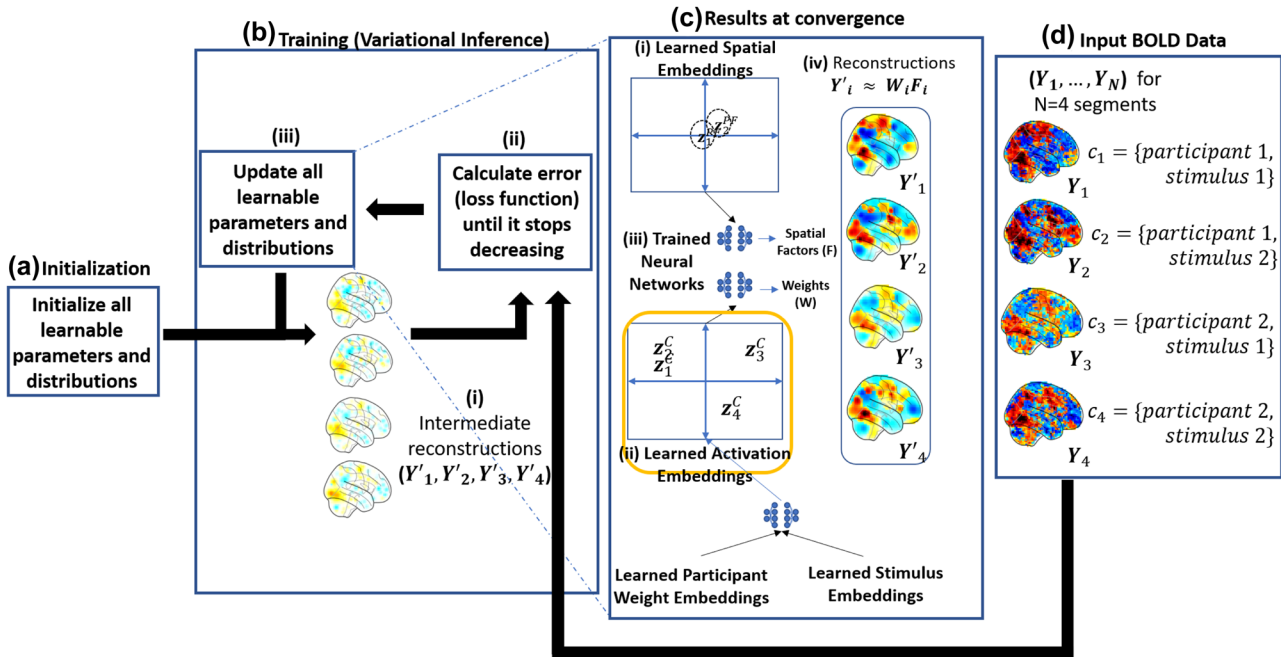 (a) Initialization
Initialize all
learnable
parameters and
distributions
(b) Training (Variational Inference)
(iii)
Update all
learnable
parameters and
distributions
(ii)
Calculate error
(loss function)
until it stops
decreasing
(i)
Intermediate
reconstructions
(Y'₁, Y'₂, Y'₃, Y'₄)
(c) Results at convergence
(i) Learned Spatial
Embeddings
(iii) Trained
Neural
Networks
Spatial
Factors (F)
Weights
(W)
z₂ᶜ
z₁ᶜ
z₃ᶜ
z₄ᶜ
(ii) Learned Activation
Embeddings
Learned Participant
Weight Embeddings
Learned Stimulus
Embeddings
(iv) Reconstructions
Y'ᵢ ≈ WᵢFᵢ
Y'₁
Y'₂
Y'₃
Y'₄
(d) Input BOLD Data
(Y₁, ..., Y_N) for
N=4 segments
c₁ = {participant 1,
stimulus 1}
Y₁
c₂ = {participant 1,
stimulus 2}
Y₂
c₃ = {participant 2,
stimulus 1}
Y₃
c₄ = {participant 2,
stimulus 2}
Y₄